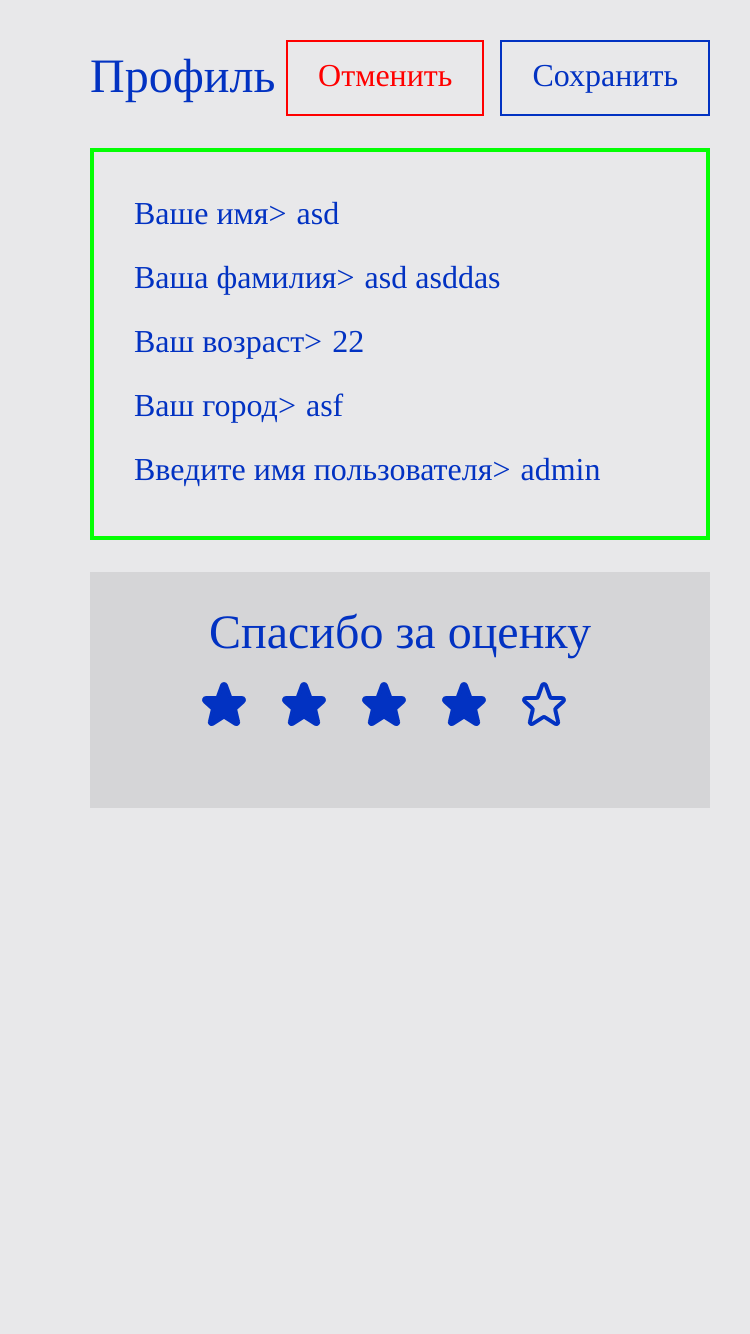 Профиль Отменить Сохранить
Ваше имя> asd
Ваша фамилия> asd asddas
Ваш возраст> 22
Ваш город> asf
Введите имя пользователя> admin
Спасибо за оценку